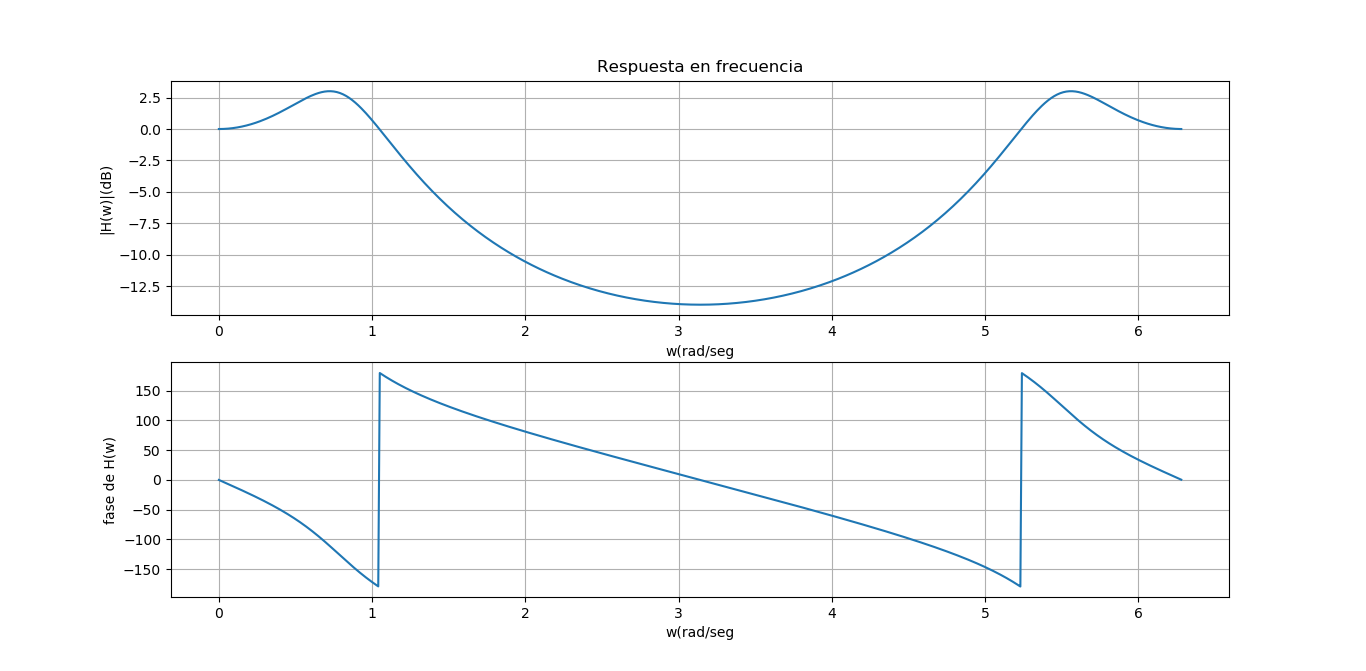 Respuesta en frecuencia
|H(w)|(dB)
2.5
0.0
−2.5
−5.0
−7.5
−10.0
−12.5
0 1 2 3 4 5 6
w(rad/seg
fase de H(w)
150
100
50
0
−50
−100
−150
0 1 2 3 4 5 6
w(rad/seg